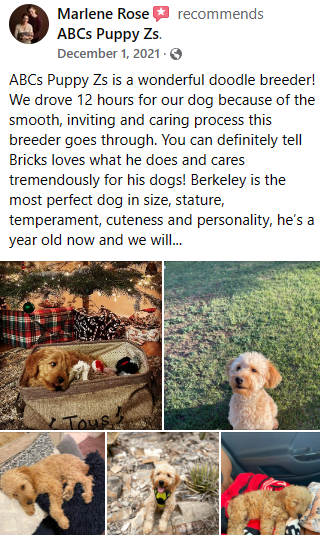 Marlene Rose recommends
ABCs Puppy Zs.
December 1, 2021 ·
ABCs Puppy Zs is a wonderful doodle breeder!
We drove 12 hours for our dog because of the
smooth, inviting and caring process this
breeder goes through. You can definitely tell
Bricks loves what he does and cares
tremendously for his dogs! Berkeley is the
most perfect dog in size, stature,
temperament, cuteness and personality, he's a
year old now and we will...
Toys